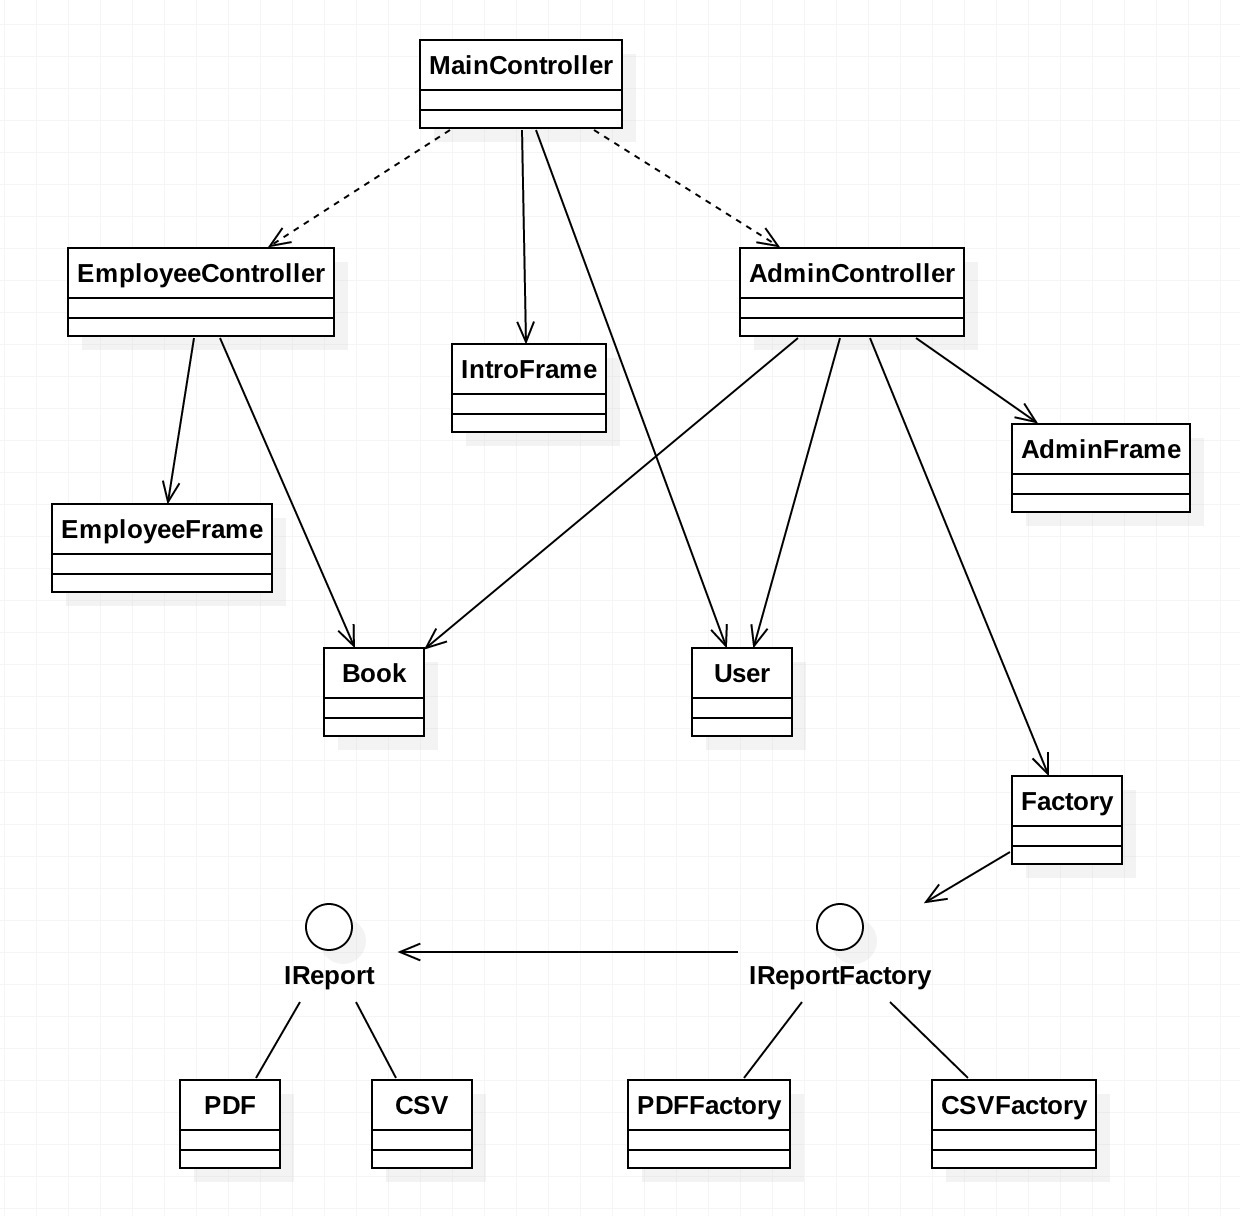 MainController
EmployeeController
AdminController
IntroFrame
AdminFrame
EmployeeFrame
Book
User
Factory
IReport
IReportFactory
PDF
CSV
PDFFactory
CSVFactory